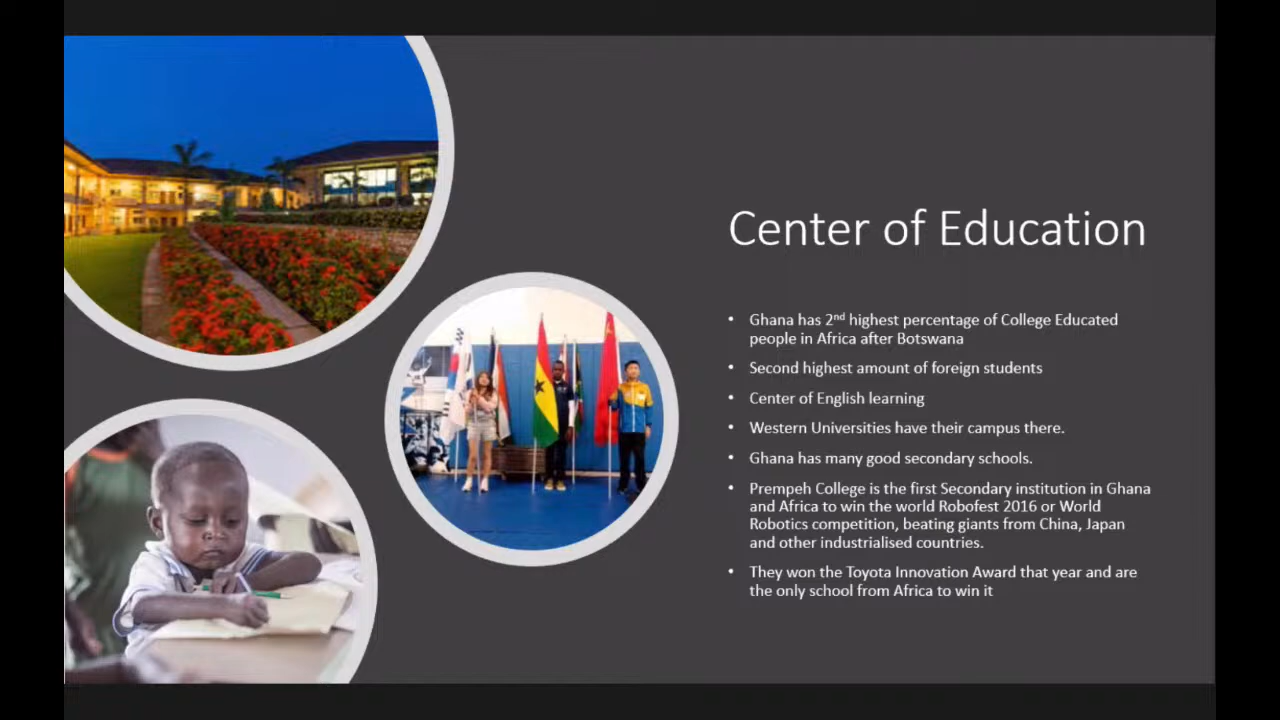 Center of Education
• Ghana has 2nd highest percentage of College Educated
people in Africa after Botswana
• Second highest amount of foreign students
• Center of English learning
• Western Universities have their campus there.
• Ghana has many good secondary schools.
• Prempeh College is the first Secondary institution in Ghana
and Africa to win the world Robofest 2016 or World
Robotics competition, beating giants from China, Japan
and other industrialised countries.
• They won the Toyota Innovation Award that year and are
the only school from Africa to win it